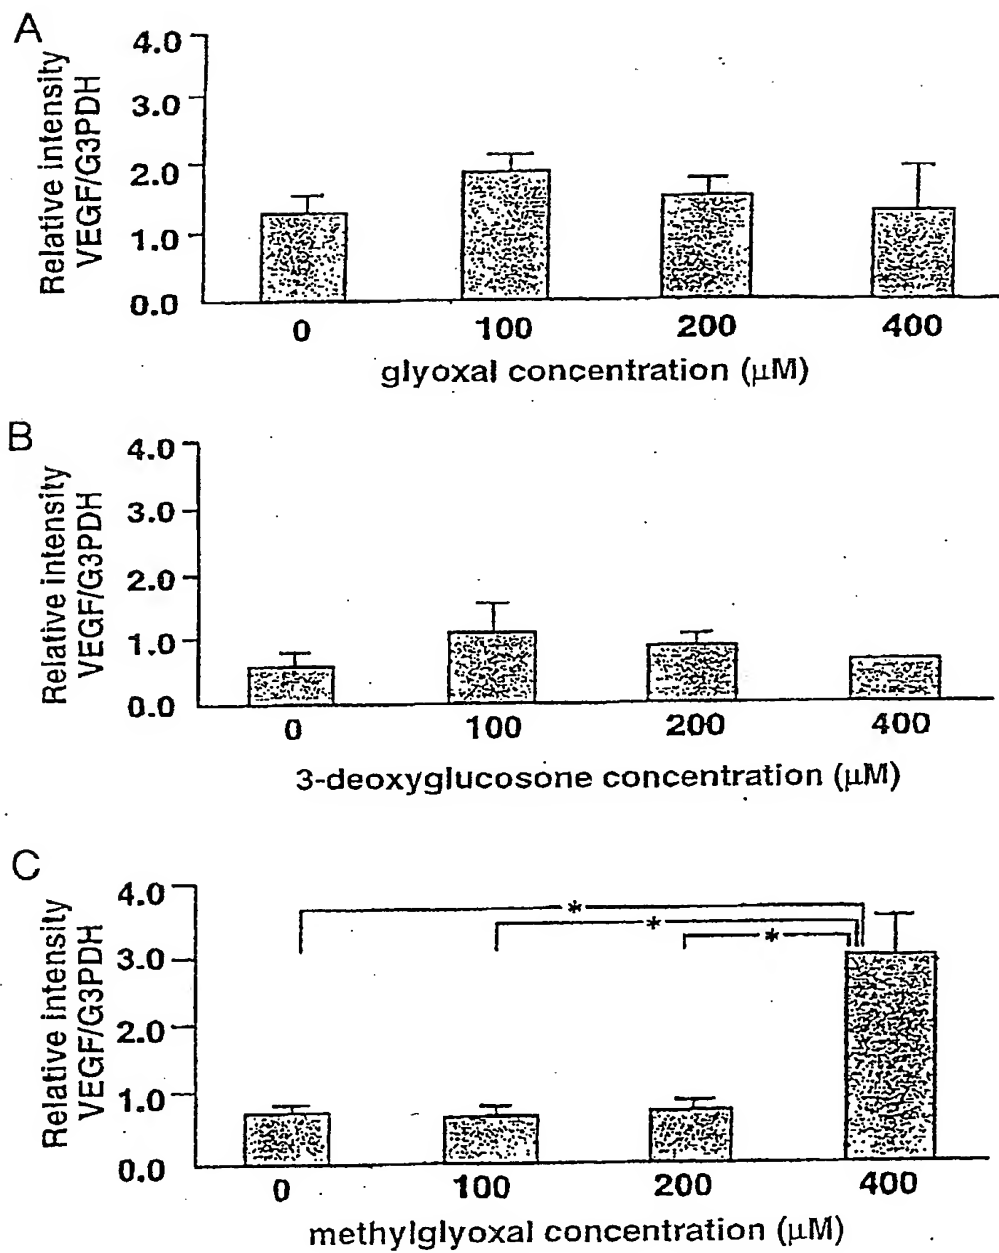 A
Relative intensity
VEGF/G3PDH
4.0
3.0
2.0
1.0
0.0
0
100
200
400
glyoxal concentration (μM)
B
Relative intensity
VEGF/G3PDH
4.0
3.0
2.0
1.0
0.0
0
100
200
400
3-deoxyglucosone concentration (μM)
C
Relative intensity
VEGF/G3PDH
4.0
3.0
2.0
1.0
0.0
*
*
*
0
100
200
400
methylglyoxal concentration (μM)